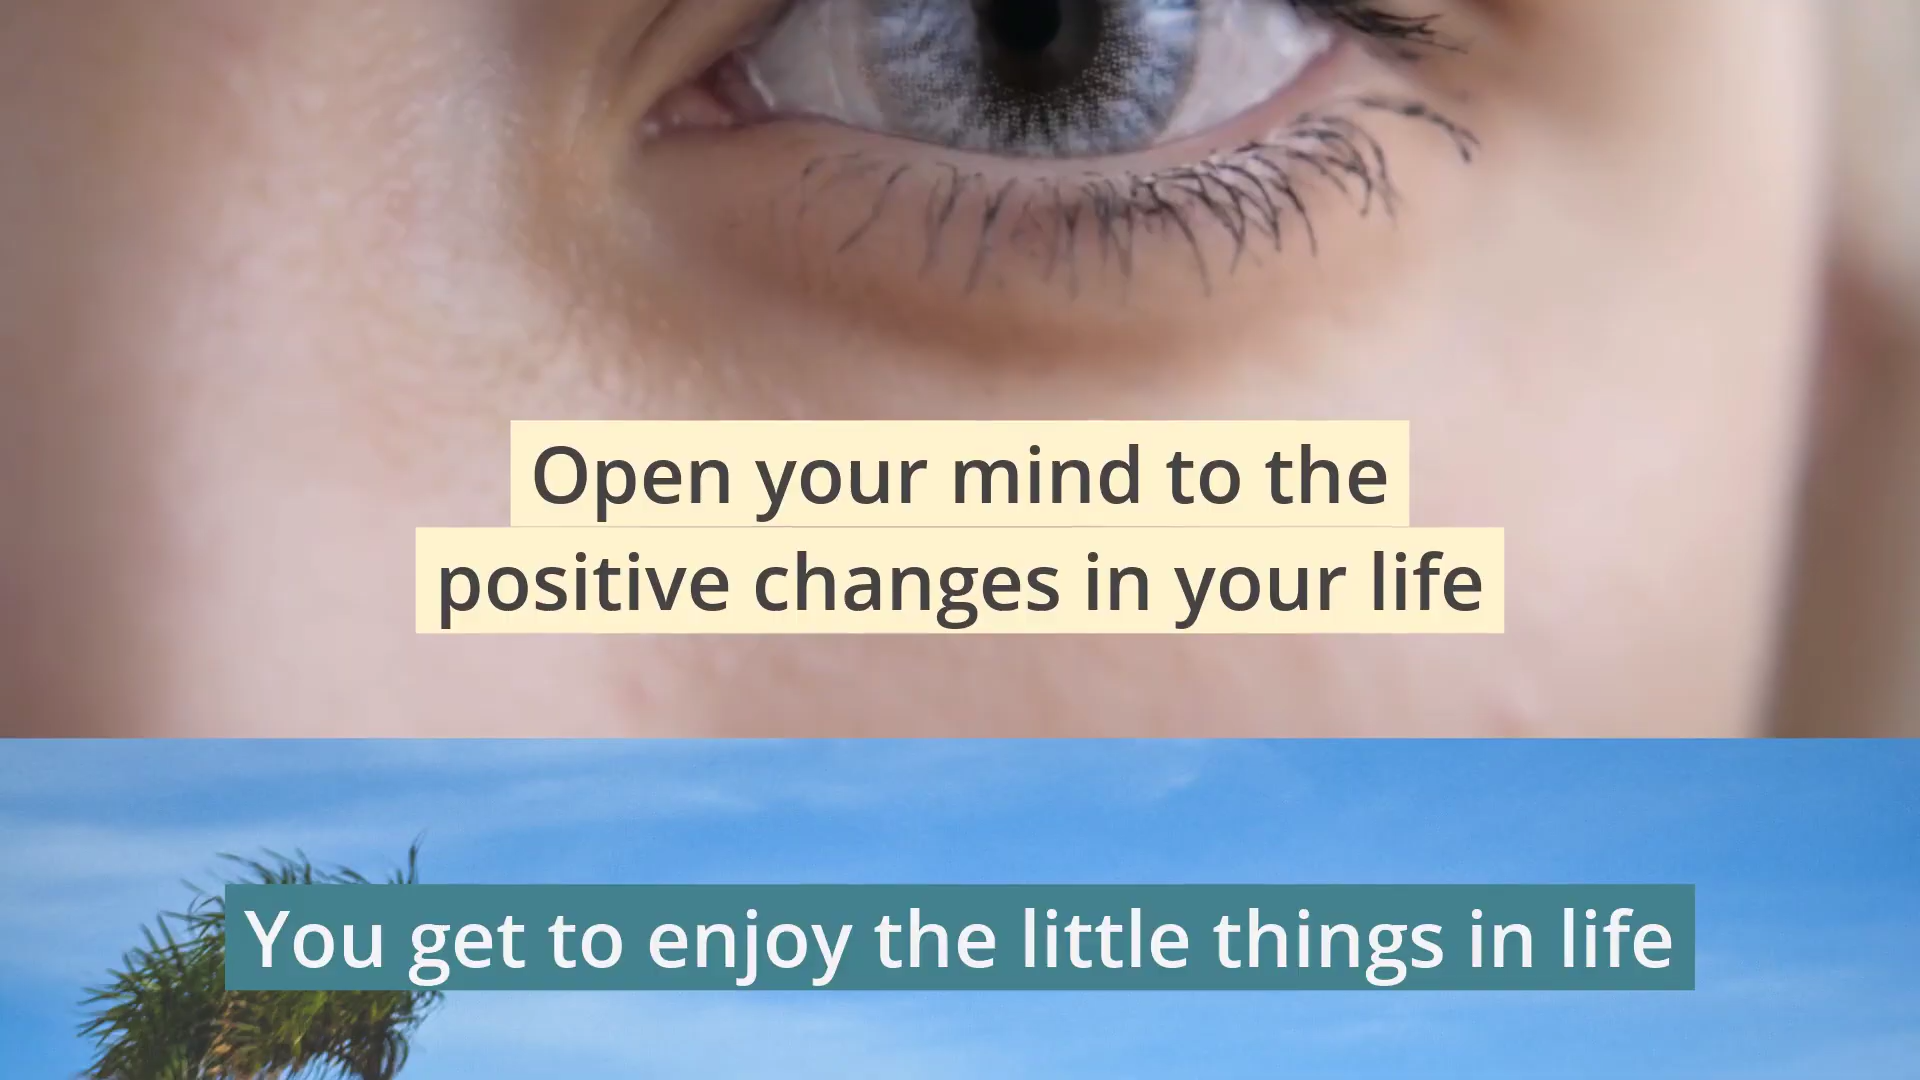 Open your mind to the
positive changes in your life
You get to enjoy the little things in life